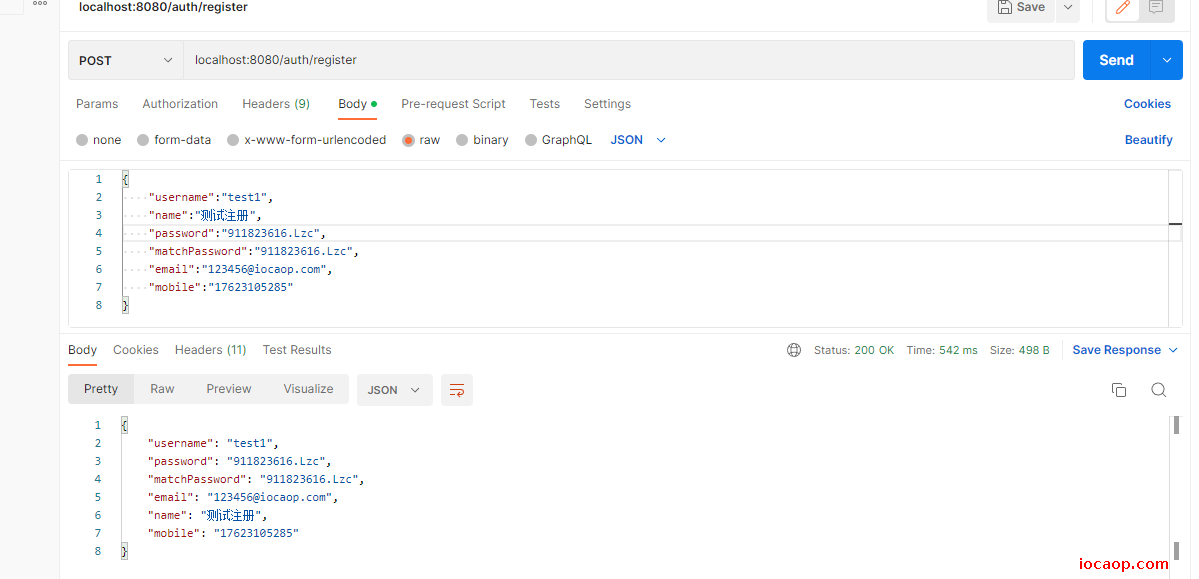 localhost:8080/auth/register
Save
POST
localhost:8080/auth/register
Send
Params Authorization Headers (9) Body Pre-request Script Tests Settings Cookies
none form-data x-www-form-urlencoded raw binary GraphQL JSON Beautify
1 {
2 "username":"test1",
3 "name":"测试注册",
4 "password":"911823616.Lzc",
5 "matchPassword":"911823616.Lzc",
6 "email":"123456@iocaop.com",
7 "mobile":"17623105285"
8 }
Body Cookies Headers (11) Test Results Status: 200 OK Time: 542 ms Size: 498 B Save Response
Pretty Raw Preview Visualize JSON
1 {
2 "username": "test1",
3 "password": "911823616.Lzc",
4 "matchPassword": "911823616.Lzc",
5 "email": "123456@iocaop.com",
6 "name": "测试注册",
7 "mobile": "17623105285"
8 }
iocaop.com